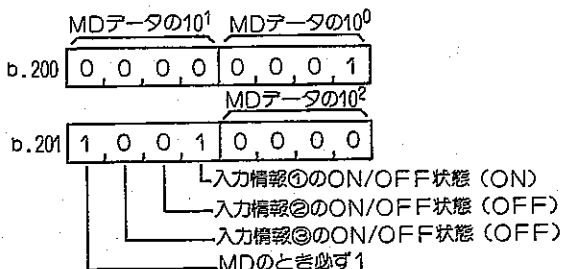 MDデータの10¹ MDデータの10⁰
b.200 0 0 0 0 0 0 0 1
MDデータの10²
b.201 1 0 0 1 0 0 0 0
入力情報①のON/OFF状態（ON）
入力情報②のON/OFF状態（OFF）
入力情報③のON/OFF状態（OFF）
MDのとき必ず1